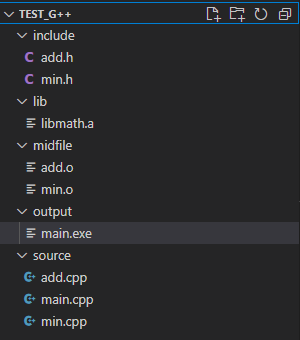 TEST_G++
include
C add.h
C min.h
lib
libmath.a
midfile
add.o
min.o
output
main.exe
source
add.cpp
main.cpp
min.cpp